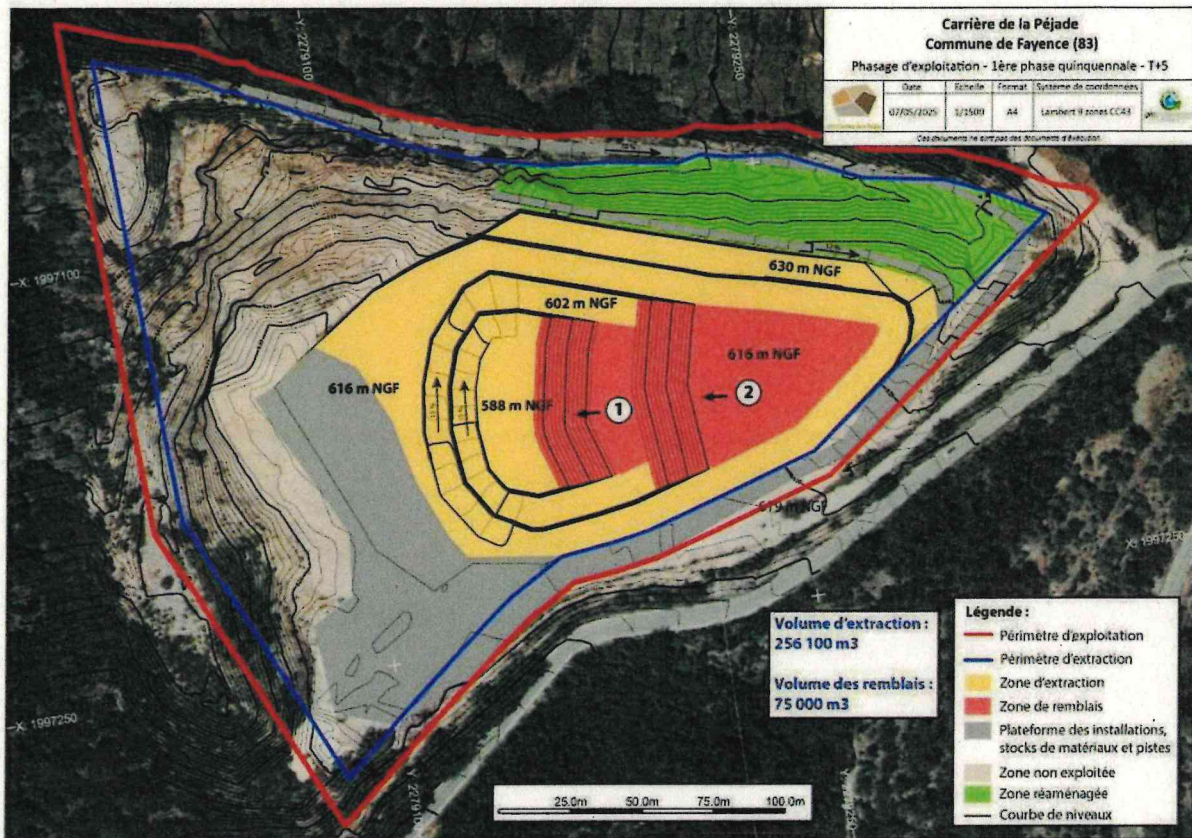 Carrière de la Péjade
Commune de Fayence (83)
Phasage d'exploitation - 1ère phase quinquennale - T+5
Date Echelle Format Système de coordonnées
07/05/2025 1/1500 A4 Lambert 9 zones CC43
Ces documents ne sont pas des documents d'éxécution
Y: 2279100
Y: 2279250
X: 1997100
630 m NGF
602 m NGF
616 m NGF
616 m NGF
588 m NGF
1
2
619 m NGF
X: 1997250
X: 1997250
Volume d'extraction :
256 100 m3
Volume des remblais :
75 000 m3
25.0m 50.0m 75.0m 100.0m
Légende :
Périmètre d'exploitation
Périmètre d'extraction
Zone d'extraction
Zone de remblais
Plateforme des installations,
stocks de matériaux et pistes
Zone non exploitée
Zone réaménagée
Courbe de niveaux